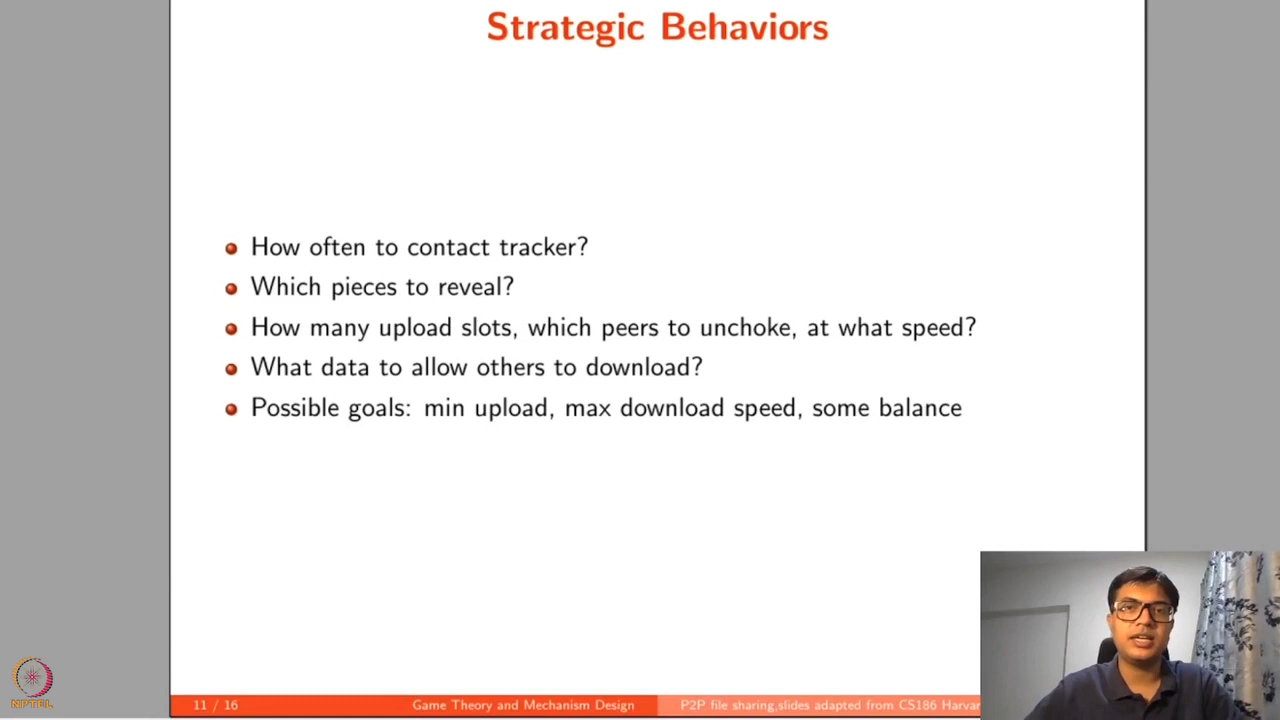 Strategic Behaviors
How often to contact tracker?
Which pieces to reveal?
How many upload slots, which peers to unchoke, at what speed?
What data to allow others to download?
Possible goals: min upload, max download speed, some balance
NPTEL
11 / 16
Game Theory and Mechanism Design
P2P file sharing,slides adapted from CS186 Harvar